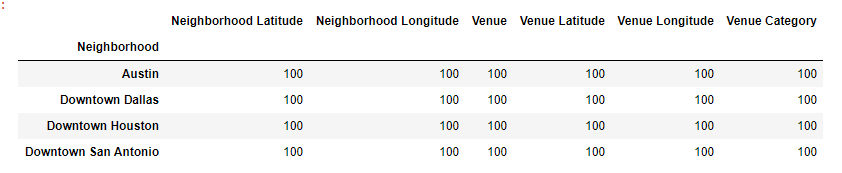 :
Neighborhood Latitude Neighborhood Longitude Venue Venue Latitude Venue Longitude Venue Category
Neighborhood
Austin 100 100 100 100 100 100
Downtown Dallas 100 100 100 100 100 100
Downtown Houston 100 100 100 100 100 100
Downtown San Antonio 100 100 100 100 100 100